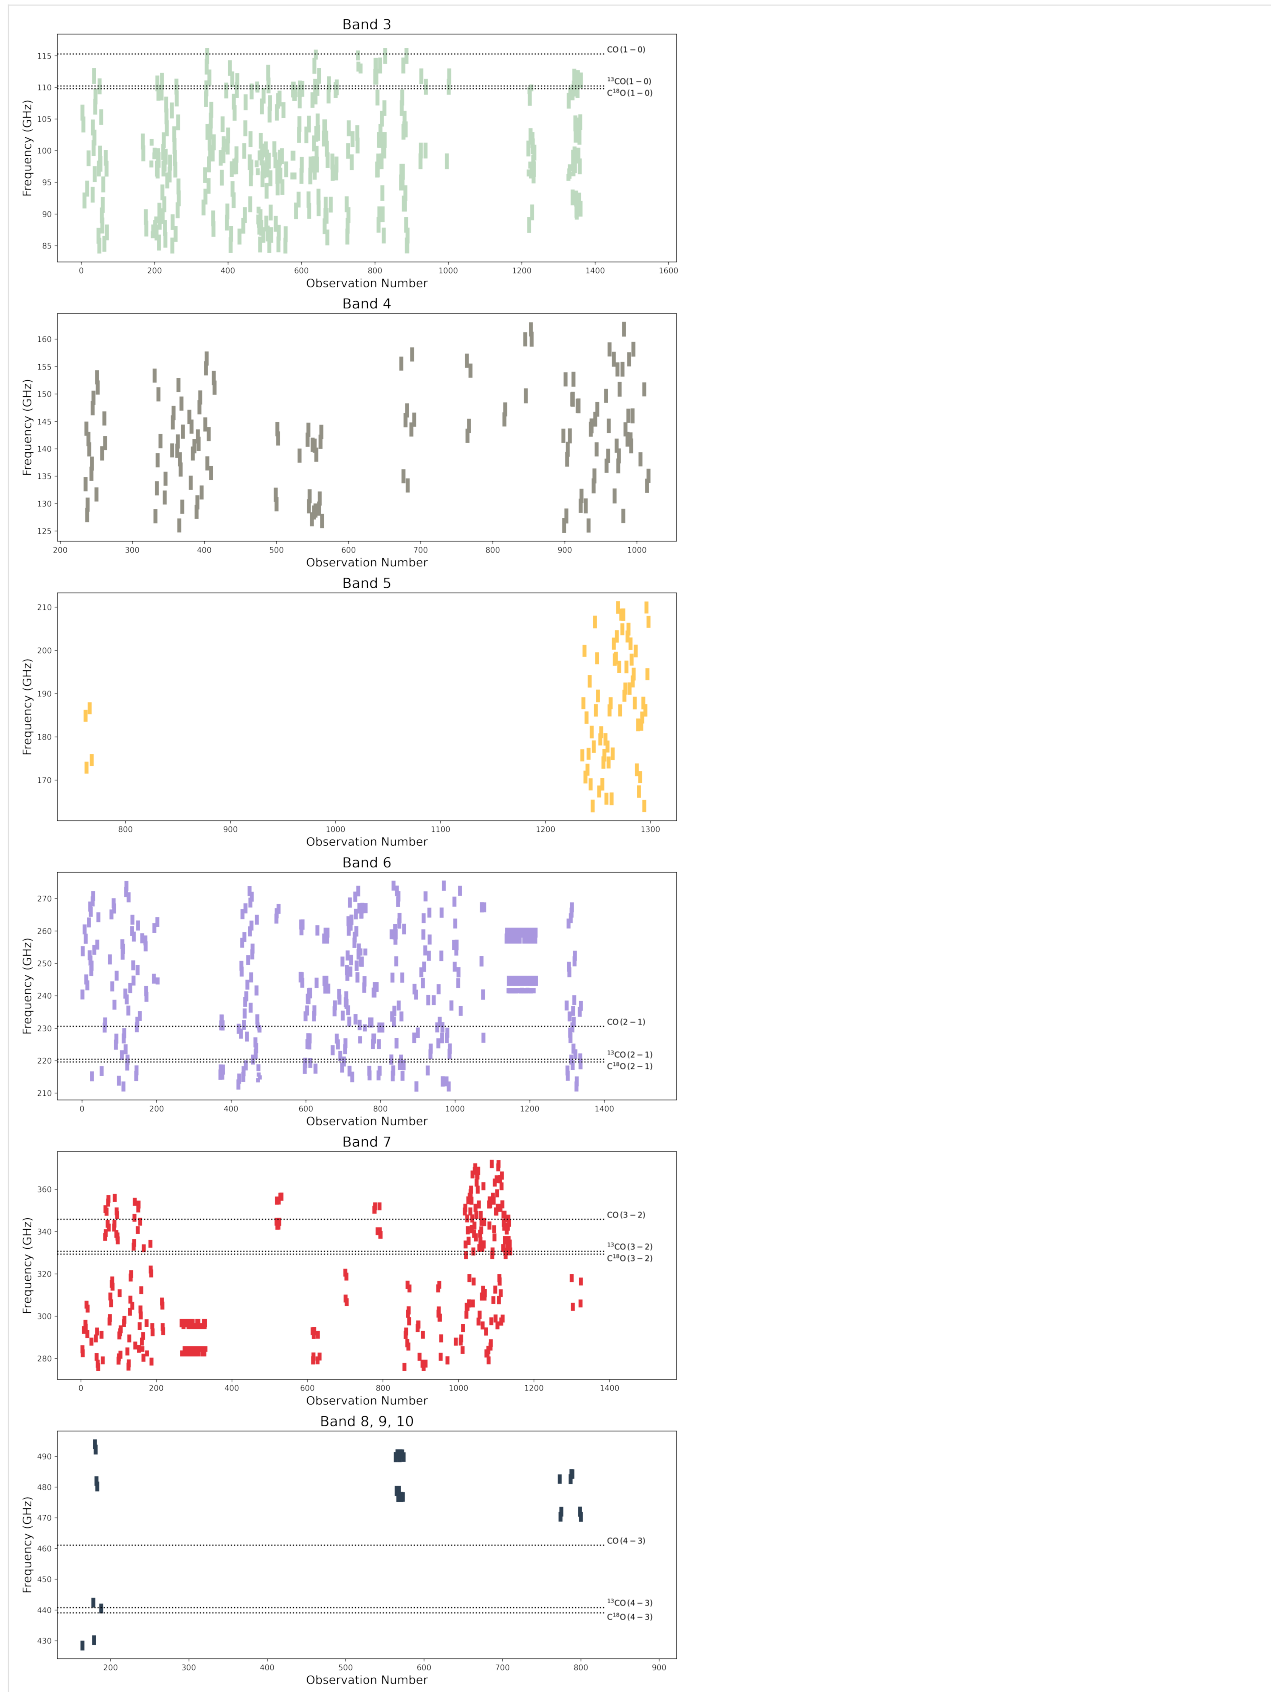 Band 3
115
110
105
100
95
90
85
Frequency (GHz)
CO(1−0)
¹³CO(1−0)
C¹⁸O(1−0)
0 200 400 600 800 1000 1200 1400 1600
Observation Number
Band 4
160
155
150
145
140
135
130
125
Frequency (GHz)
200 300 400 500 600 700 800 900 1000
Observation Number
Band 5
210
200
190
180
170
Frequency (GHz)
800 900 1000 1100 1200 1300
Observation Number
Band 6
270
260
250
240
230
220
210
Frequency (GHz)
CO(2−1)
¹³CO(2−1)
C¹⁸O(2−1)
0 200 400 600 800 1000 1200 1400
Observation Number
Band 7
360
340
320
300
280
Frequency (GHz)
CO(3−2)
¹³CO(3−2)
C¹⁸O(3−2)
0 200 400 600 800 1000 1200 1400
Observation Number
Band 8, 9, 10
490
480
470
460
450
440
430
Frequency (GHz)
CO(4−3)
¹³CO(4−3)
C¹⁸O(4−3)
200 300 400 500 600 700 800 900
Observation Number